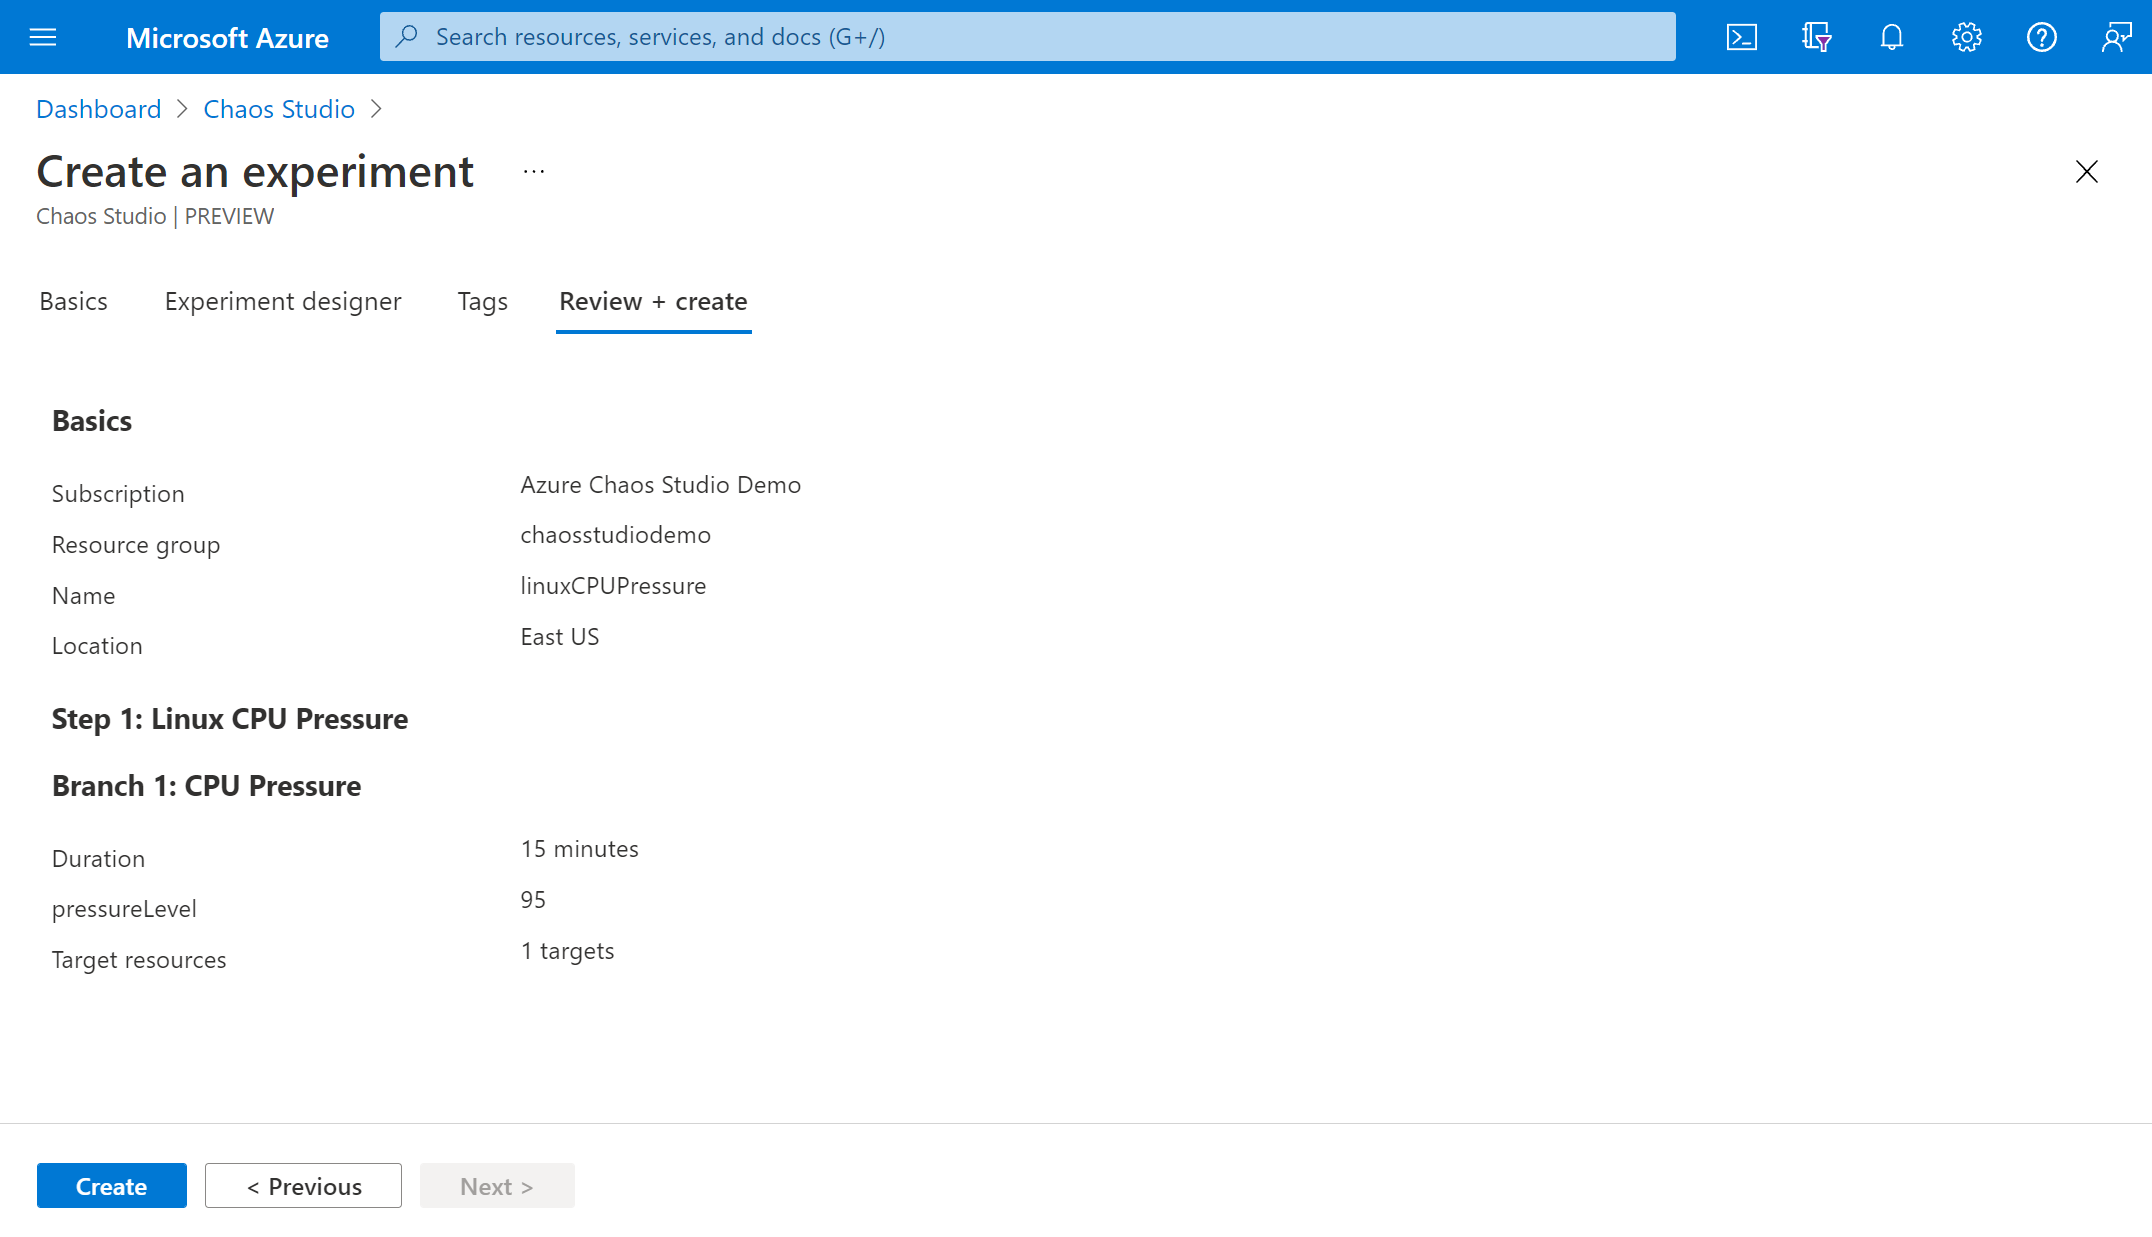 Microsoft Azure
Search resources, services, and docs (G+/)
Dashboard > Chaos Studio >
Create an experiment ...
Chaos Studio | PREVIEW
Basics Experiment designer Tags Review + create
Basics
Subscription Azure Chaos Studio Demo
Resource group chaosstudiodemo
Name linuxCPUPressure
Location East US
Step 1: Linux CPU Pressure
Branch 1: CPU Pressure
Duration 15 minutes
pressureLevel 95
Target resources 1 targets
Create < Previous Next >